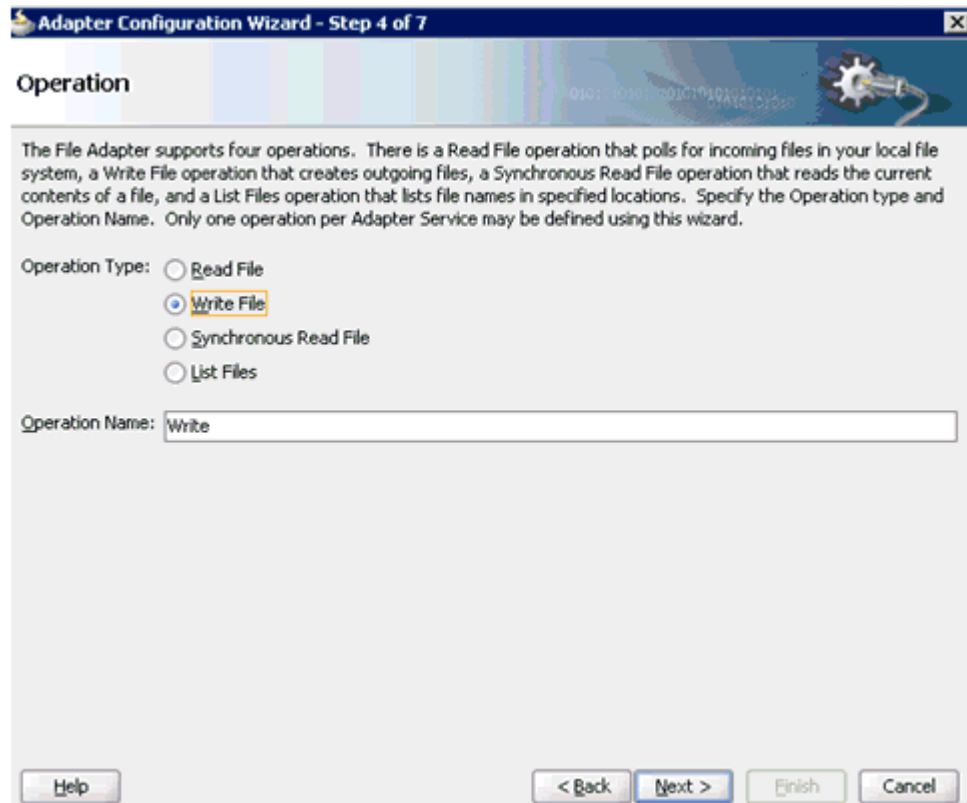 Adapter Configuration Wizard - Step 4 of 7
Operation
The File Adapter supports four operations. There is a Read File operation that polls for incoming files in your local file
system, a Write File operation that creates outgoing files, a Synchronous Read File operation that reads the current
contents of a file, and a List Files operation that lists file names in specified locations. Specify the Operation type and
Operation Name. Only one operation per Adapter Service may be defined using this wizard.
Operation Type: Read File
Write File
Synchronous Read File
List Files
Operation Name: Write
Help < Back Next > Finish Cancel